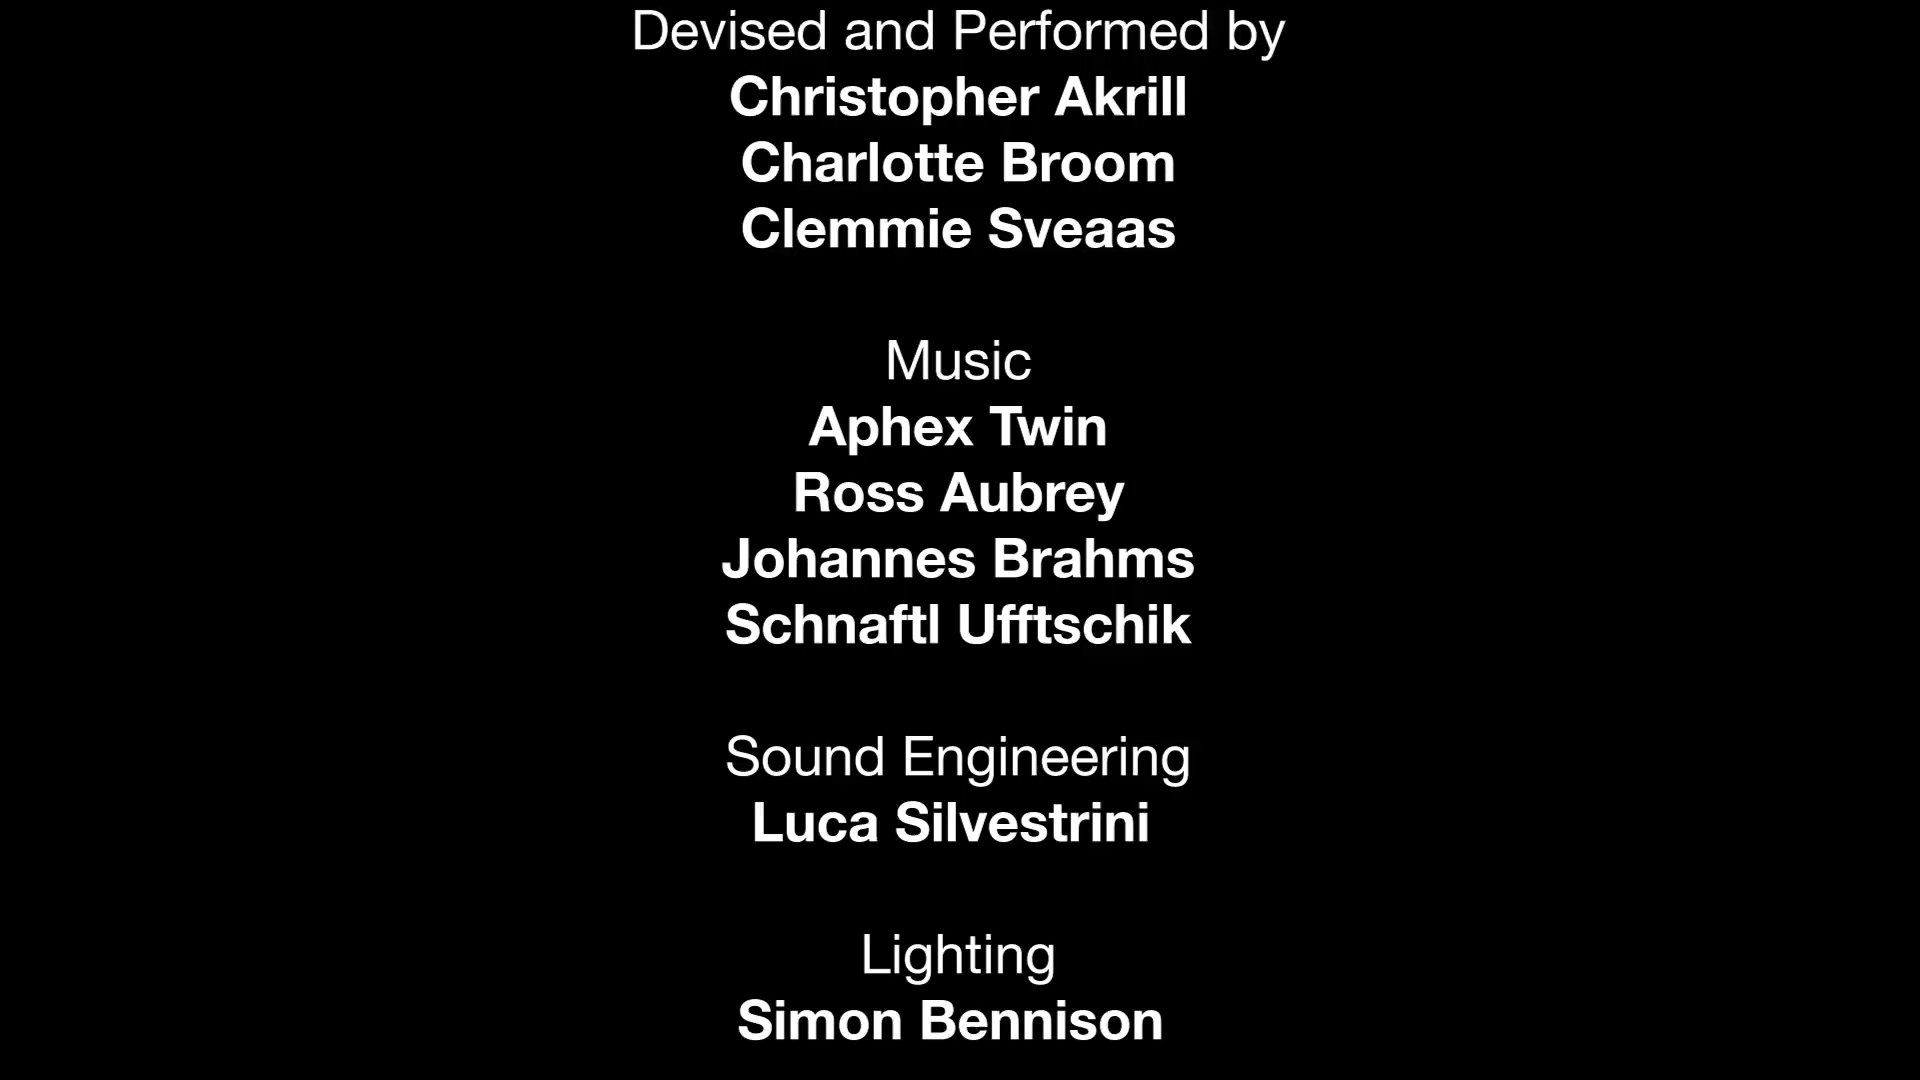 Devised and Performed by
Christopher Akrill
Charlotte Broom
Clemmie Sveaas
Music
Aphex Twin
Ross Aubrey
Johannes Brahms
Schnaftl Ufftschik
Sound Engineering
Luca Silvestrini
Lighting
Simon Bennison